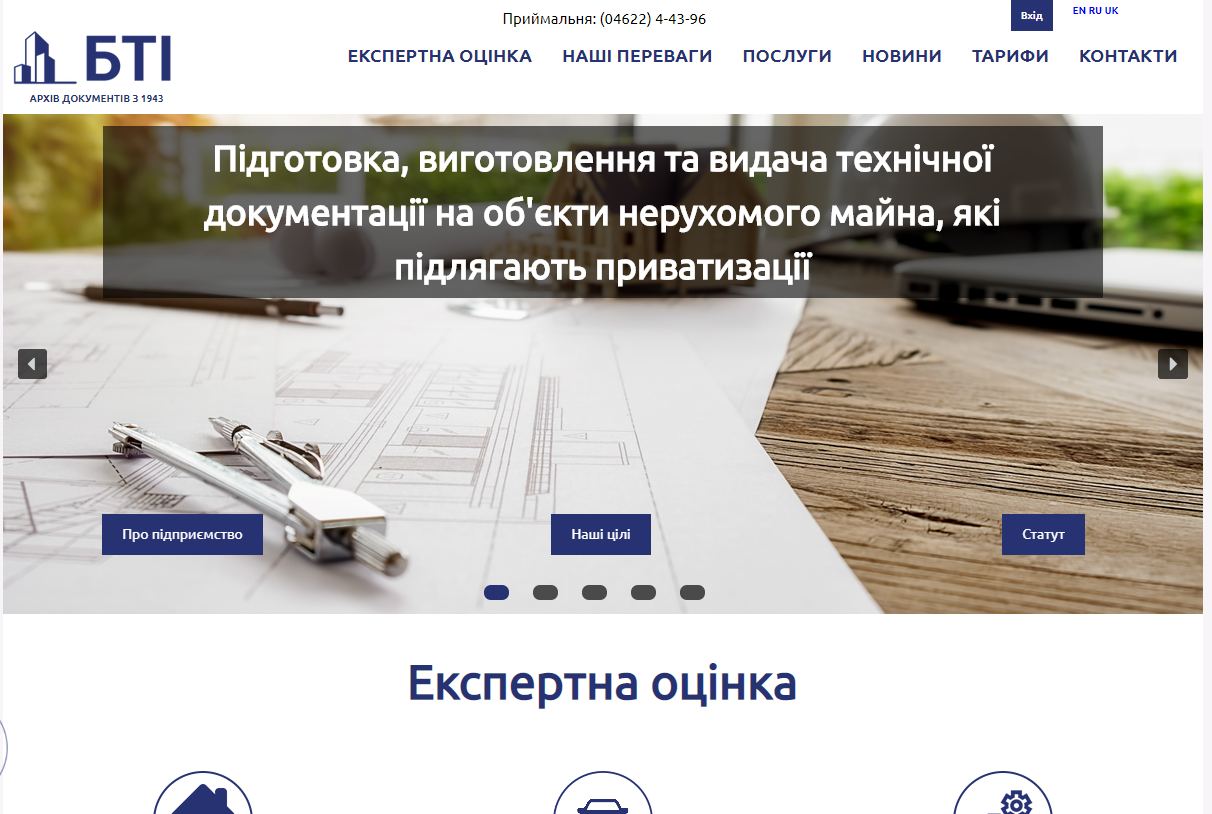 Приймальня: (04622) 4-43-96
Вхід
EN RU UK
БТІ
АРХІВ ДОКУМЕНТІВ З 1943
ЕКСПЕРТНА ОЦІНКА
НАШІ ПЕРЕВАГИ
ПОСЛУГИ
НОВИНИ
ТАРИФИ
КОНТАКТИ
Підготовка, виготовлення та видача технічної
документації на об'єкти нерухомого майна, які
підлягають приватизації
Про підприємство
Наші цілі
Статут
Експертна оцінка